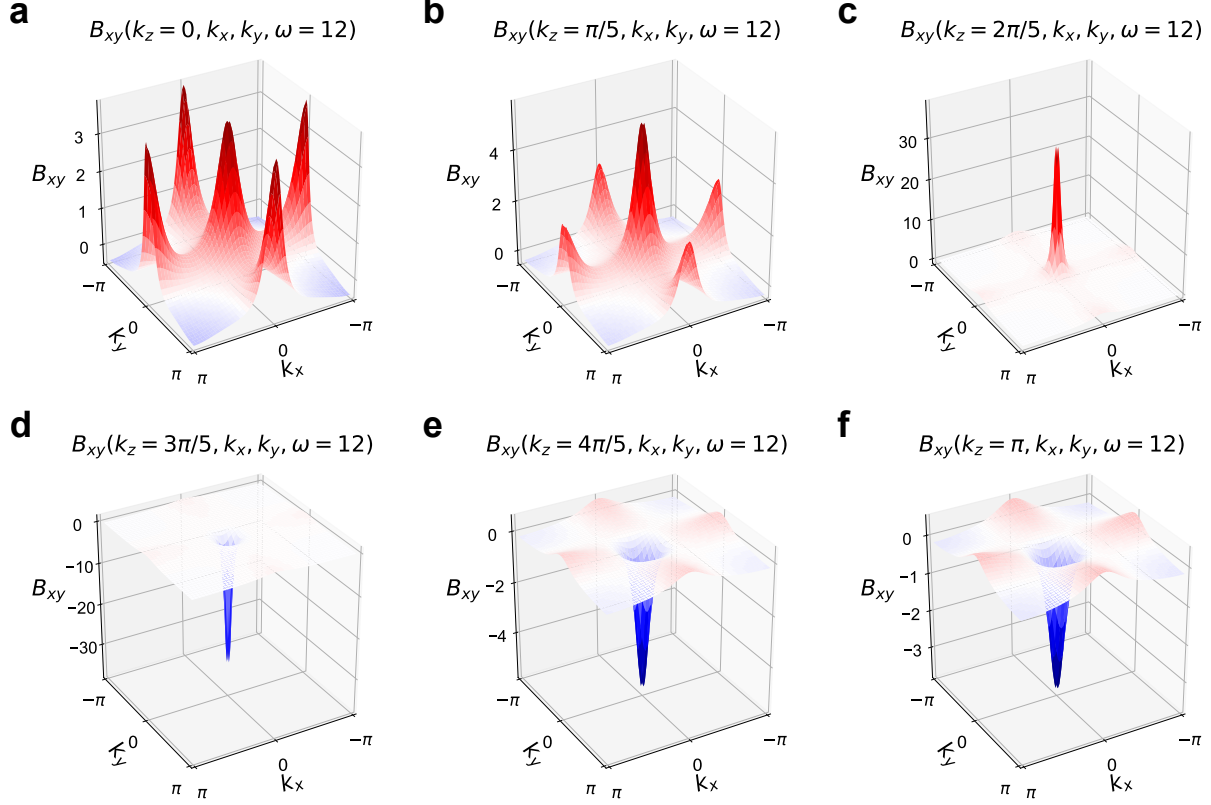 a
B_{xy}(k_z = 0, k_x, k_y, ω = 12)
3
2
1
0
B_{xy}
−π
0
π
k_y
π
0
−π
k_x
b
B_{xy}(k_z = π/5, k_x, k_y, ω = 12)
4
2
0
B_{xy}
−π
0
π
k_y
π
0
−π
k_x
c
B_{xy}(k_z = 2π/5, k_x, k_y, ω = 12)
30
20
10
0
B_{xy}
−π
0
π
k_y
π
0
−π
k_x
d
B_{xy}(k_z = 3π/5, k_x, k_y, ω = 12)
0
−10
−20
−30
B_{xy}
−π
0
π
k_y
π
0
−π
k_x
e
B_{xy}(k_z = 4π/5, k_x, k_y, ω = 12)
0
−2
−4
B_{xy}
−π
0
π
k_y
π
0
−π
k_x
f
B_{xy}(k_z = π, k_x, k_y, ω = 12)
0
−1
−2
−3
B_{xy}
−π
0
π
k_y
π
0
−π
k_x